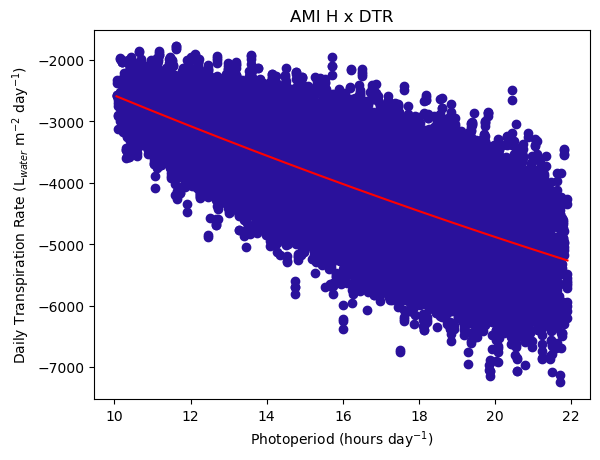 AMI H x DTR
Daily Transpiration Rate (L_water m⁻² day⁻¹)
−2000
−3000
−4000
−5000
−6000
−7000
10 12 14 16 18 20 22
Photoperiod (hours day⁻¹)